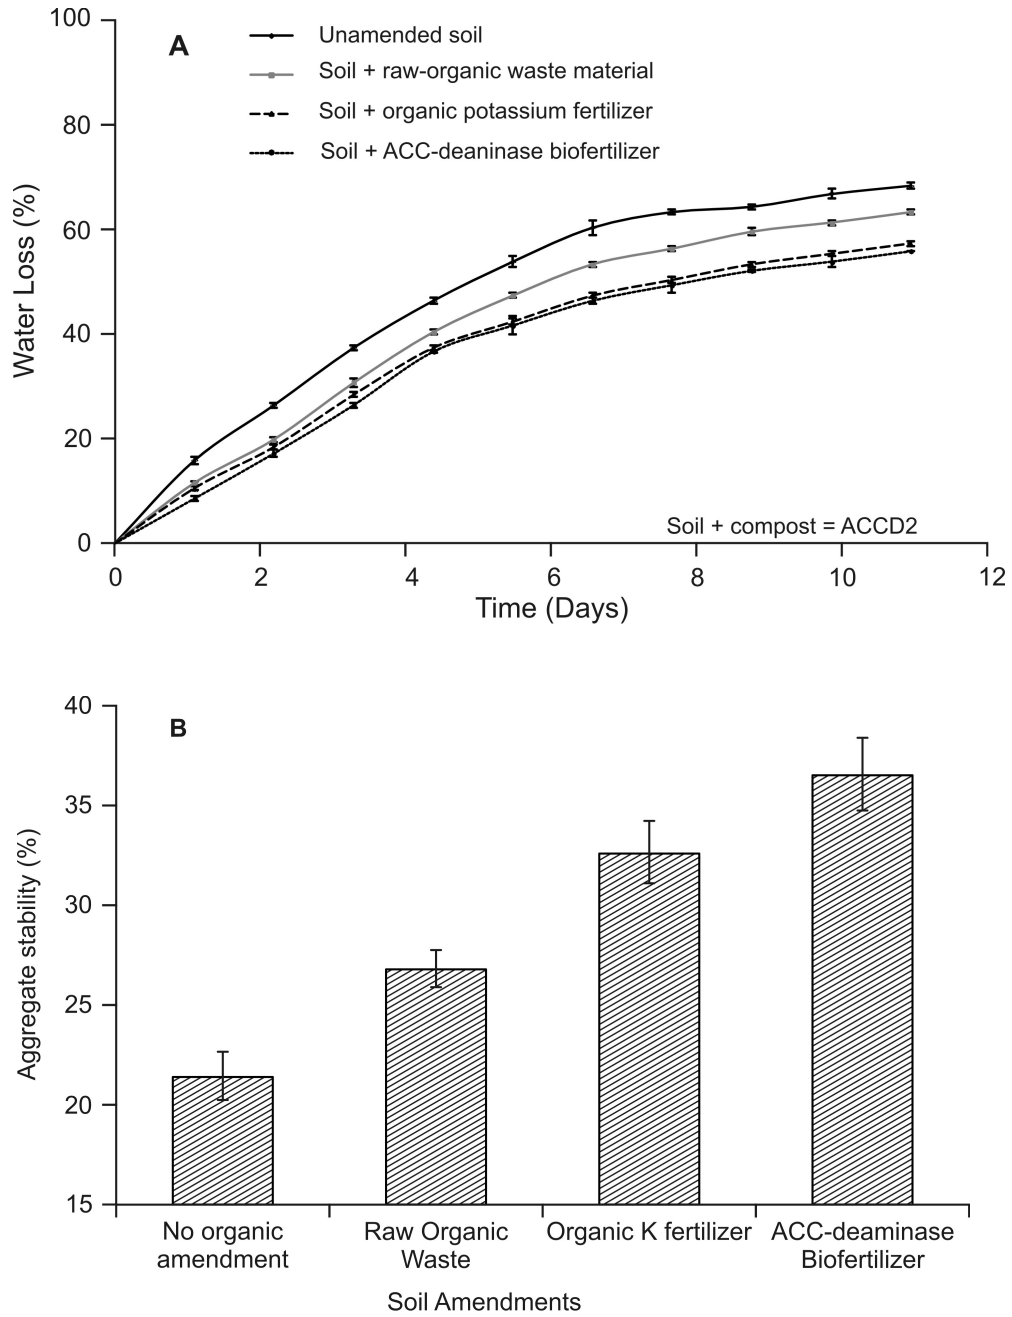 100
A
Unamended soil
Soil + raw-organic waste material
Soil + organic potassium fertilizer
Soil + ACC-deaninase biofertilizer
80
60
40
20
0
Water Loss (%)
Soil + compost = ACCD2
0 2 4 6 8 10 12
Time (Days)
40
B
35
30
25
20
15
Aggregate stability (%)
No organic amendment
Raw Organic Waste
Organic K fertilizer
ACC-deaminase Biofertilizer
Soil Amendments